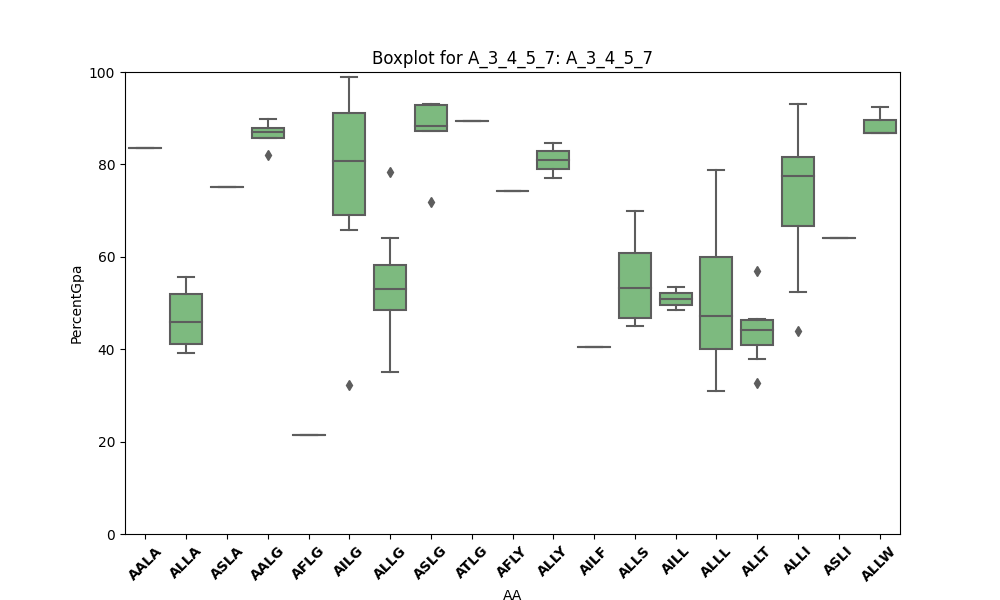 Boxplot for A_3_4_5_7: A_3_4_5_7
100
80
60
40
20
0
PercentGpa
AALA
ALLA
ASLA
AALG
AFLG
AILG
ALLG
ASLG
ATLG
AFLY
ALLY
AILF
ALLS
AILL
ALLL
ALLT
ALLI
ASLI
ALLW
AA